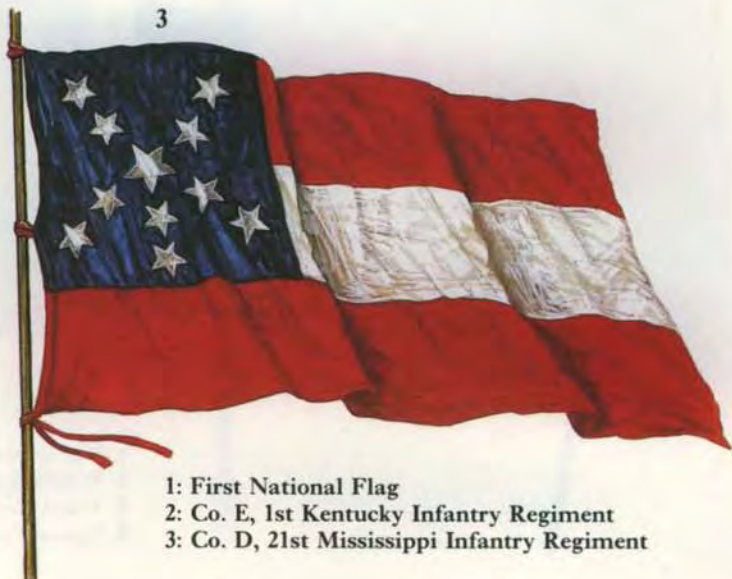 3
1: First National Flag
2: Co. E, 1st Kentucky Infantry Regiment
3: Co. D, 21st Mississippi Infantry Regiment